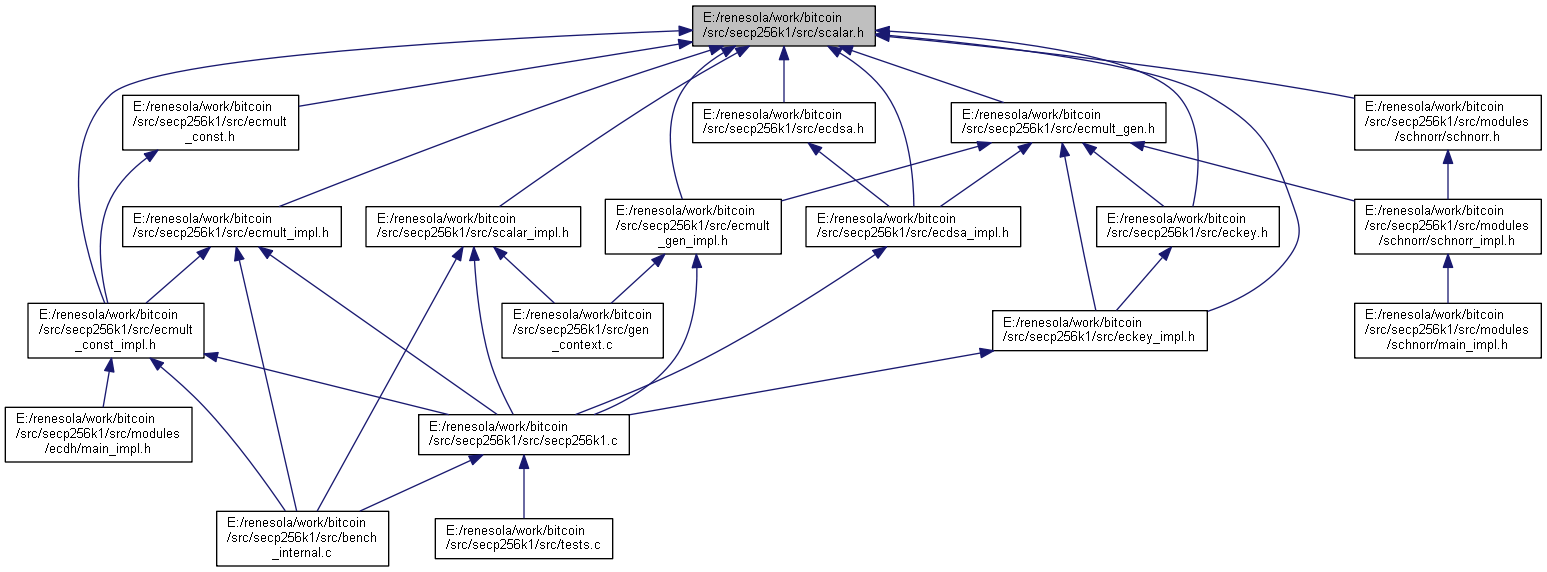 E:/renesola/work/bitcoin
/src/secp256k1/src/scalar.h
E:/renesola/work/bitcoin
/src/secp256k1/src/ecmult
_const.h
E:/renesola/work/bitcoin
/src/secp256k1/src/ecdsa.h
E:/renesola/work/bitcoin
/src/secp256k1/src/ecmult_gen.h
E:/renesola/work/bitcoin
/src/secp256k1/src/modules
/schnorr/schnorr.h
E:/renesola/work/bitcoin
/src/secp256k1/src/ecmult_impl.h
E:/renesola/work/bitcoin
/src/secp256k1/src/scalar_impl.h
E:/renesola/work/bitcoin
/src/secp256k1/src/ecmult
_gen_impl.h
E:/renesola/work/bitcoin
/src/secp256k1/src/ecdsa_impl.h
E:/renesola/work/bitcoin
/src/secp256k1/src/eckey.h
E:/renesola/work/bitcoin
/src/secp256k1/src/modules
/schnorr/schnorr_impl.h
E:/renesola/work/bitcoin
/src/secp256k1/src/ecmult
_const_impl.h
E:/renesola/work/bitcoin
/src/secp256k1/src/gen
_context.c
E:/renesola/work/bitcoin
/src/secp256k1/src/eckey_impl.h
E:/renesola/work/bitcoin
/src/secp256k1/src/modules
/schnorr/main_impl.h
E:/renesola/work/bitcoin
/src/secp256k1/src/modules
/ecdh/main_impl.h
E:/renesola/work/bitcoin
/src/secp256k1/src/secp256k1.c
E:/renesola/work/bitcoin
/src/secp256k1/src/bench
_internal.c
E:/renesola/work/bitcoin
/src/secp256k1/src/tests.c